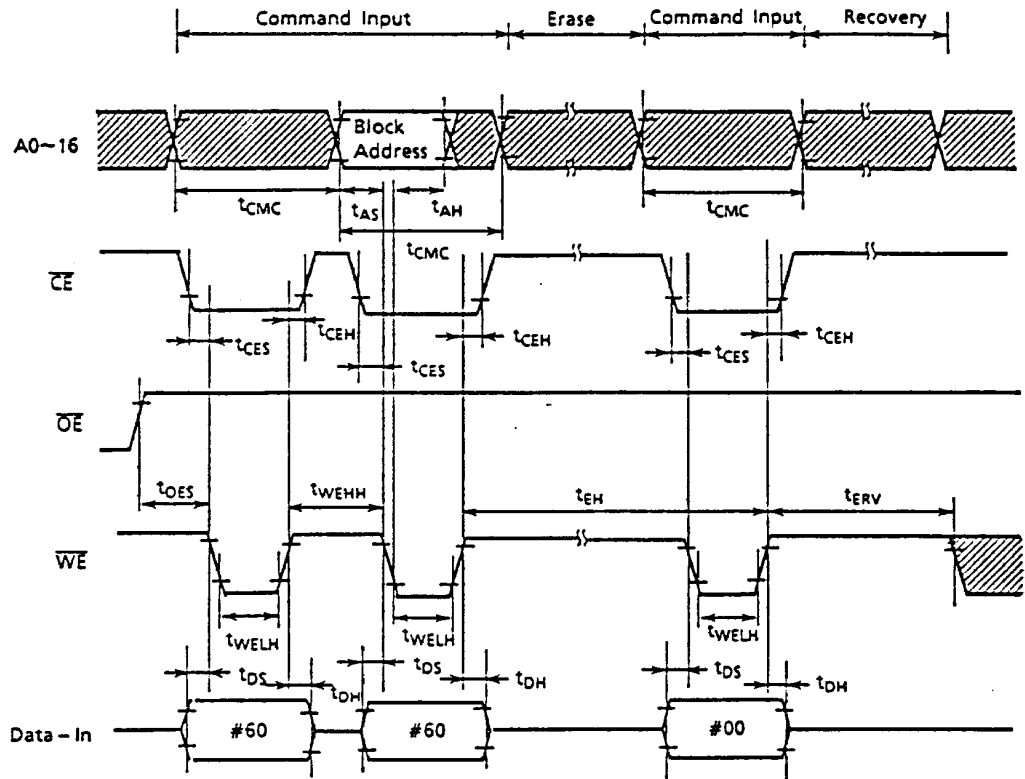 Command Input Erase Command Input Recovery
A0~16
Block
Address
tCMC tAS tAH tCMC
tCMC
CE
tCEH tCEH tCEH
tCES tCES tCES
OE
tOES tWEHH tEH tERV
WE
tWELH tWELH tWELH
tDS tDS tDS
tDH tDH tDH
Data-In #60 #60 #00